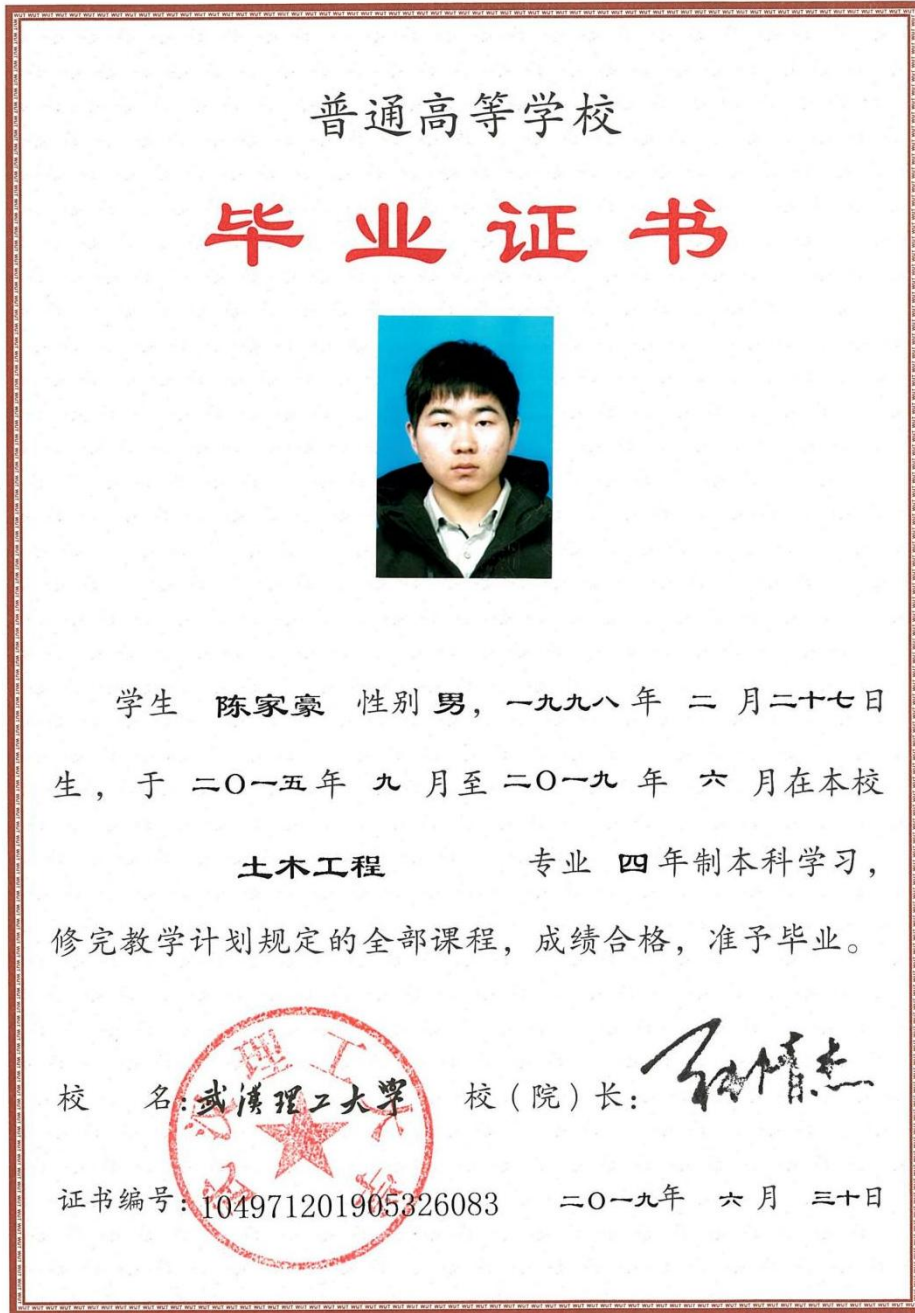 普通高等学校
毕业证书
学生 陈家豪 性别 男，一九九八 年 二 月 二十七 日
生，于 二〇一五 年 九 月至 二〇一九 年 六 月在本校
土木工程 专业 四 年制本科学习，
修完教学计划规定的全部课程，成绩合格，准予毕业。
校 名：武漢理工大學 校（院）长：
证书编号：104971201905326083 二〇一九年 六 月 三十日